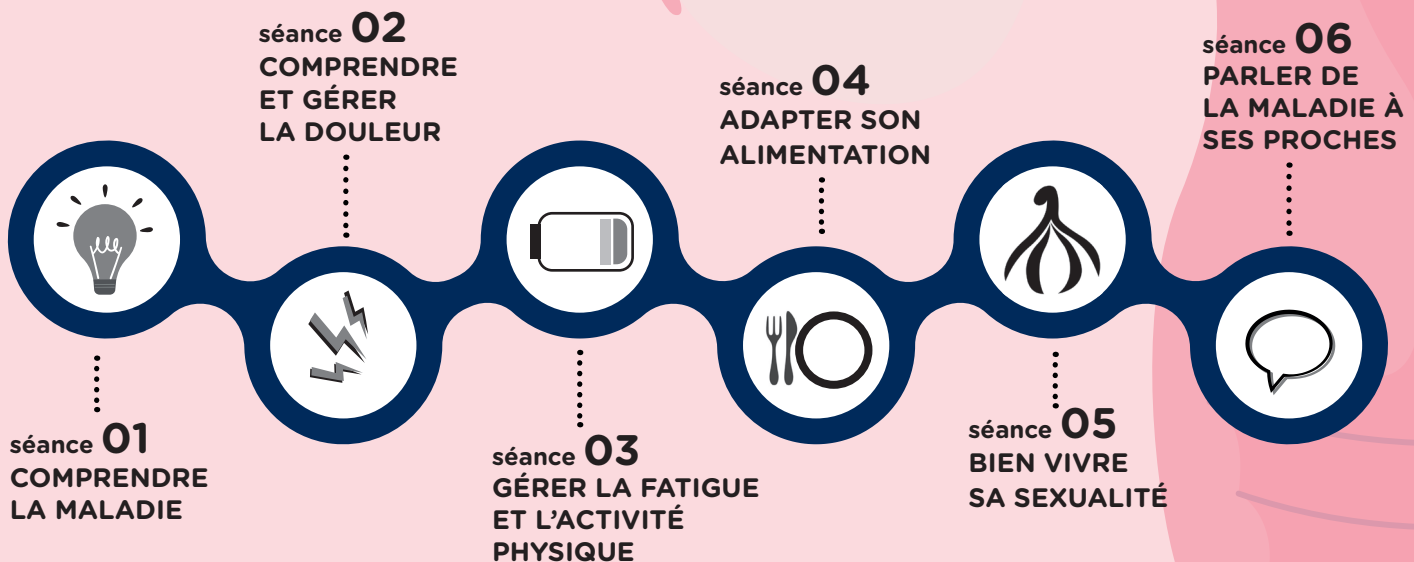 séance 01
COMPRENDRE
LA MALADIE
séance 02
COMPRENDRE
ET GÉRER
LA DOULEUR
séance 03
GÉRER LA FATIGUE
ET L’ACTIVITÉ
PHYSIQUE
séance 04
ADAPTER SON
ALIMENTATION
séance 05
BIEN VIVRE
SA SEXUALITÉ
séance 06
PARLER DE
LA MALADIE À
SES PROCHES